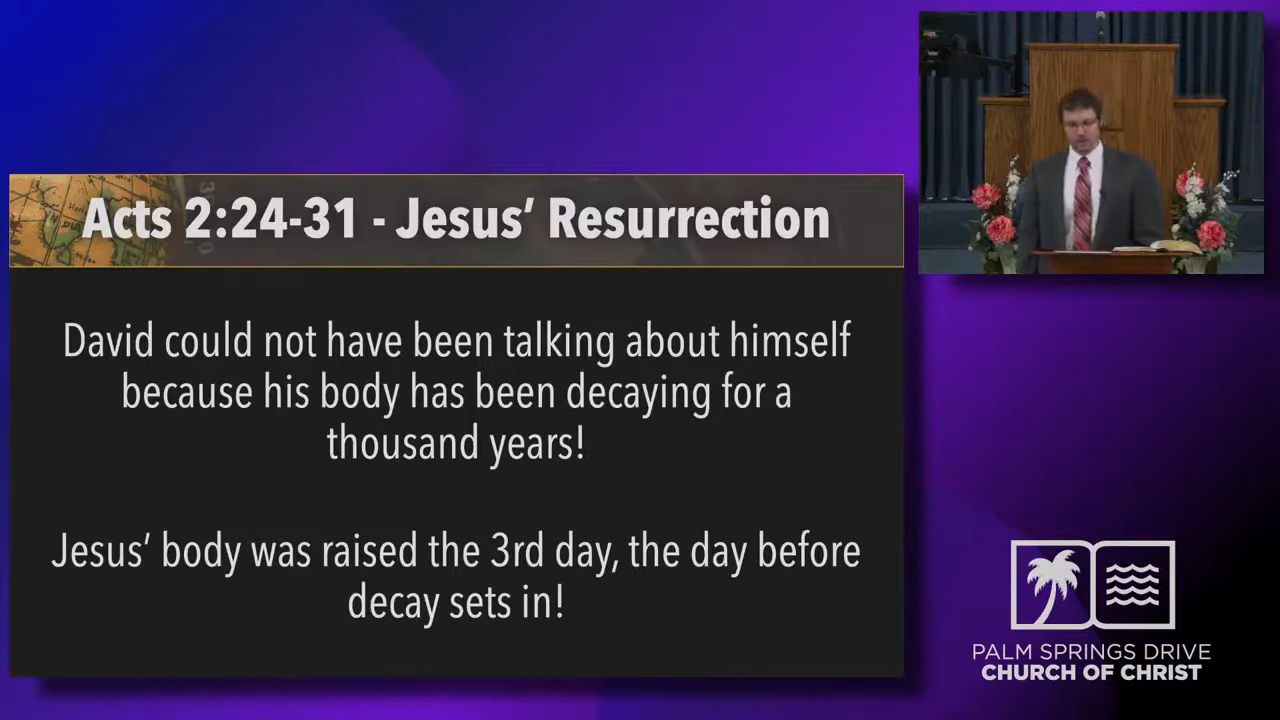 Acts 2:24-31 - Jesus’ Resurrection
David could not have been talking about himself
because his body has been decaying for a
thousand years!
Jesus’ body was raised the 3rd day, the day before
decay sets in!
PALM SPRINGS DRIVE
CHURCH OF CHRIST